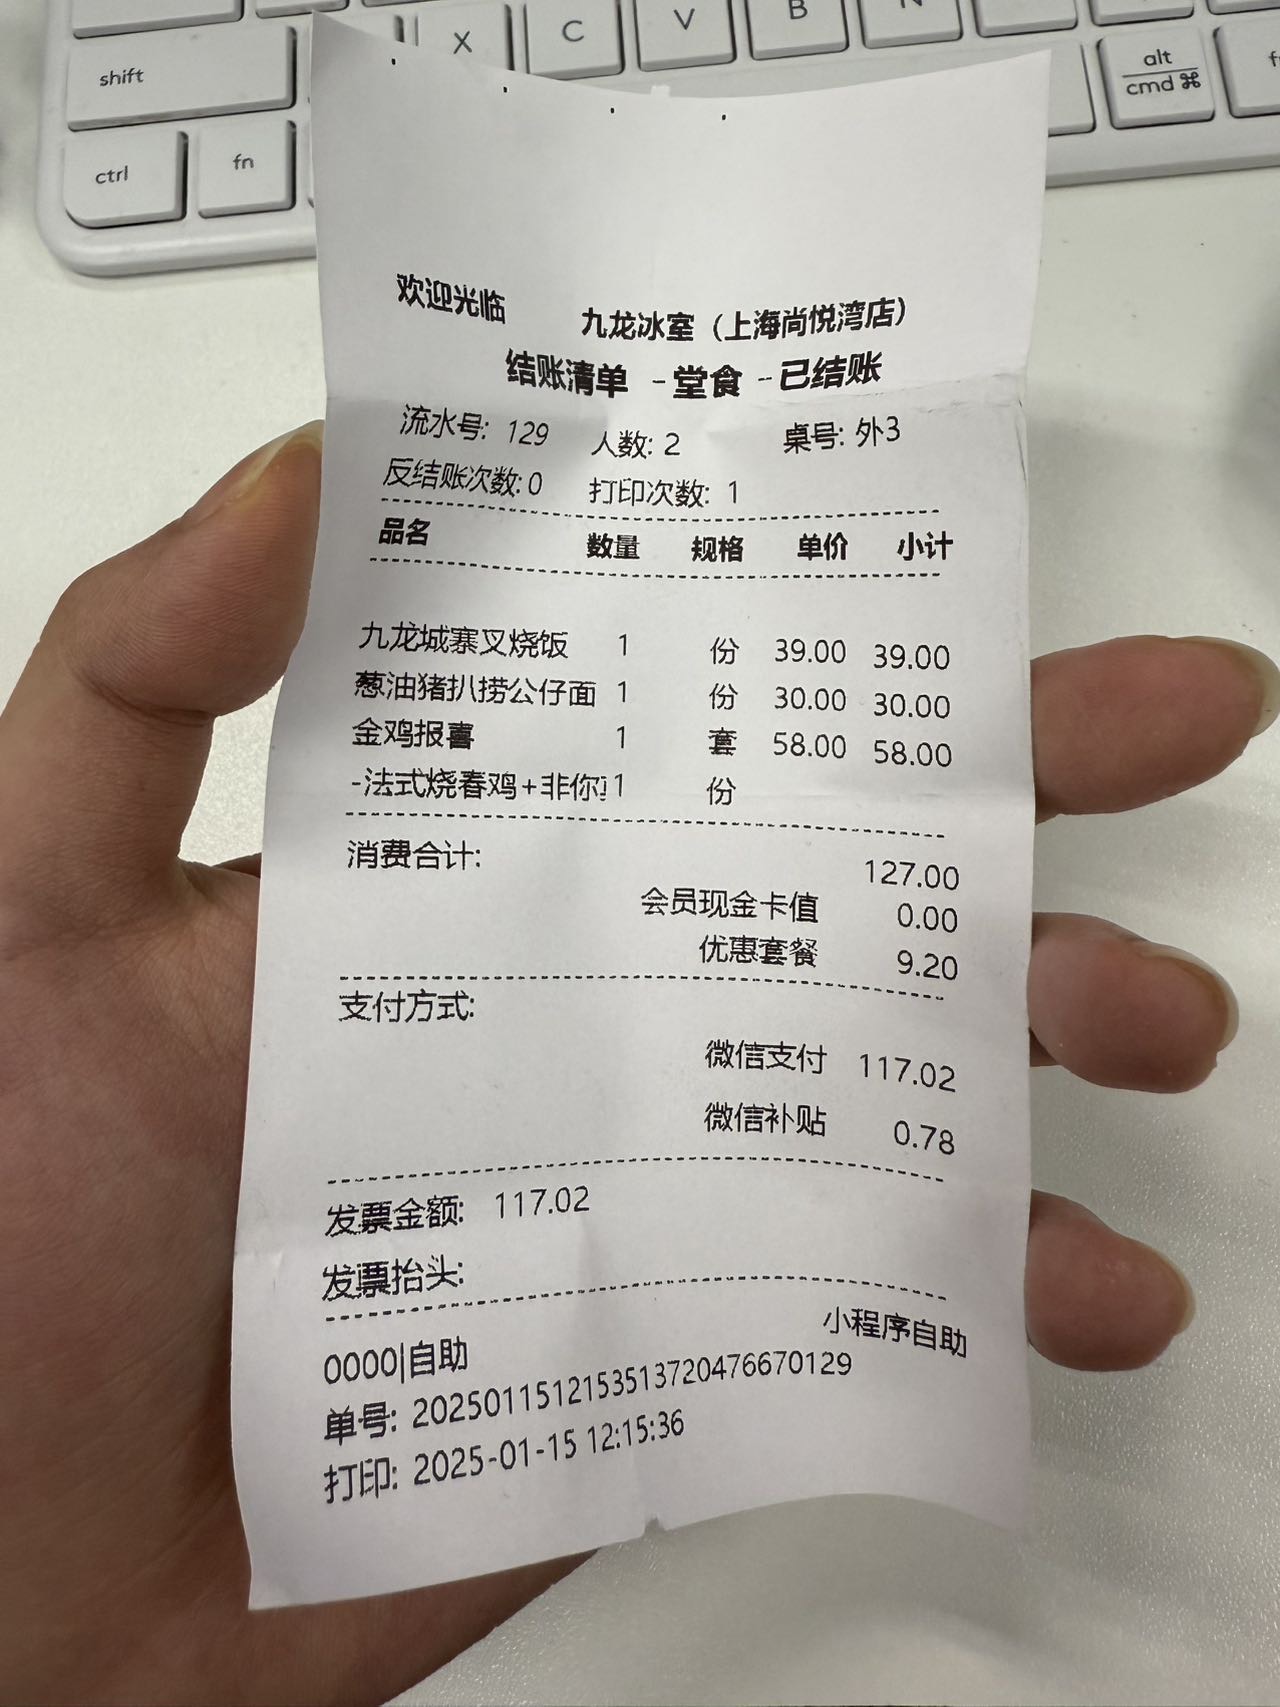 X C V B N
shift
alt
cmd ⌘
ctrl fn
欢迎光临
九龙冰室（上海尚悦湾店）
结账清单 -堂食 -已结账
流水号: 129 人数: 2 桌号: 外3
反结账次数:0 打印次数: 1
品名 数量 规格 单价 小计
九龙城寨叉烧饭 1 份 39.00 39.00
葱油猪扒捞公仔面 1 份 30.00 30.00
金鸡报喜 1 套 58.00 58.00
-法式烧春鸡+非你 1 份
消费合计: 127.00
会员现金卡值 0.00
优惠套餐 9.20
支付方式:
微信支付 117.02
微信补贴 0.78
发票金额: 117.02
发票抬头:
小程序自助
0000|自助
单号: 2025011512153513720476670129
打印: 2025-01-15 12:15:36